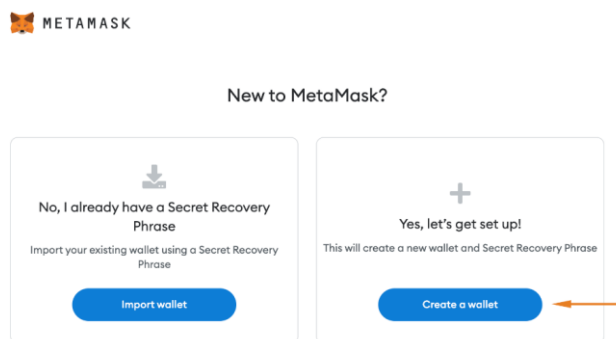 METAMASK
New to MetaMask?
No, I already have a Secret Recovery
Phrase
Import your existing wallet using a Secret Recovery
Phrase
Import wallet
Yes, let's get set up!
This will create a new wallet and Secret Recovery Phrase
Create a wallet